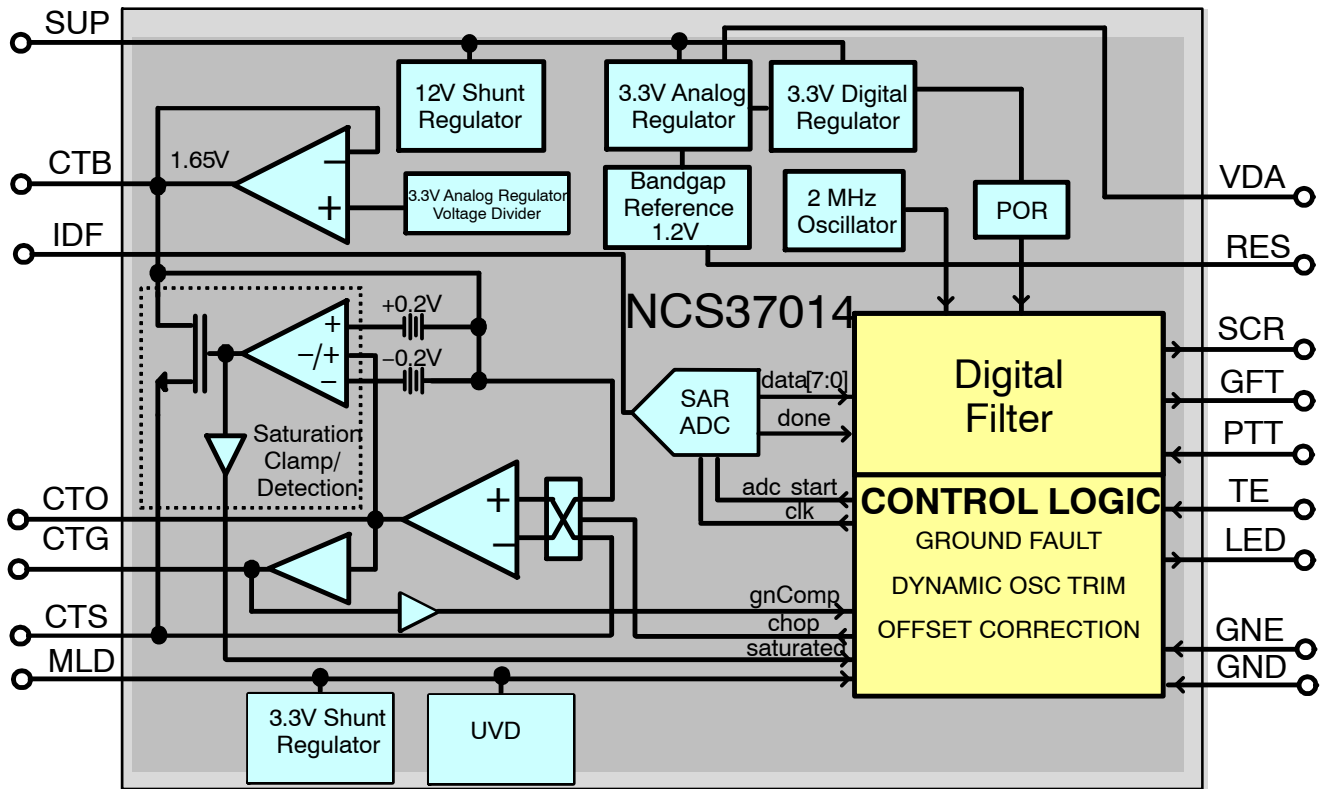 SUP
12V Shunt
Regulator
3.3V Analog
Regulator
3.3V Digital
Regulator
CTB
1.65V
−
+
3.3V Analog Regulator
Voltage Divider
Bandgap
Reference
1.2V
2 MHz
Oscillator
POR
VDA
IDF
RES
NCS37014
+0.2V
+
−/+
−0.2V
−
Saturation
Clamp/
Detection
SAR
ADC
data[7:0]
done
adc_start
clk
Digital
Filter
SCR
GFT
PTT
CTO
CTG
+
−
CONTROL LOGIC
GROUND FAULT
DYNAMIC OSC TRIM
OFFSET CORRECTION
TE
LED
gnComp
chop
saturated
CTS
MLD
GNE
GND
3.3V Shunt
Regulator
UVD